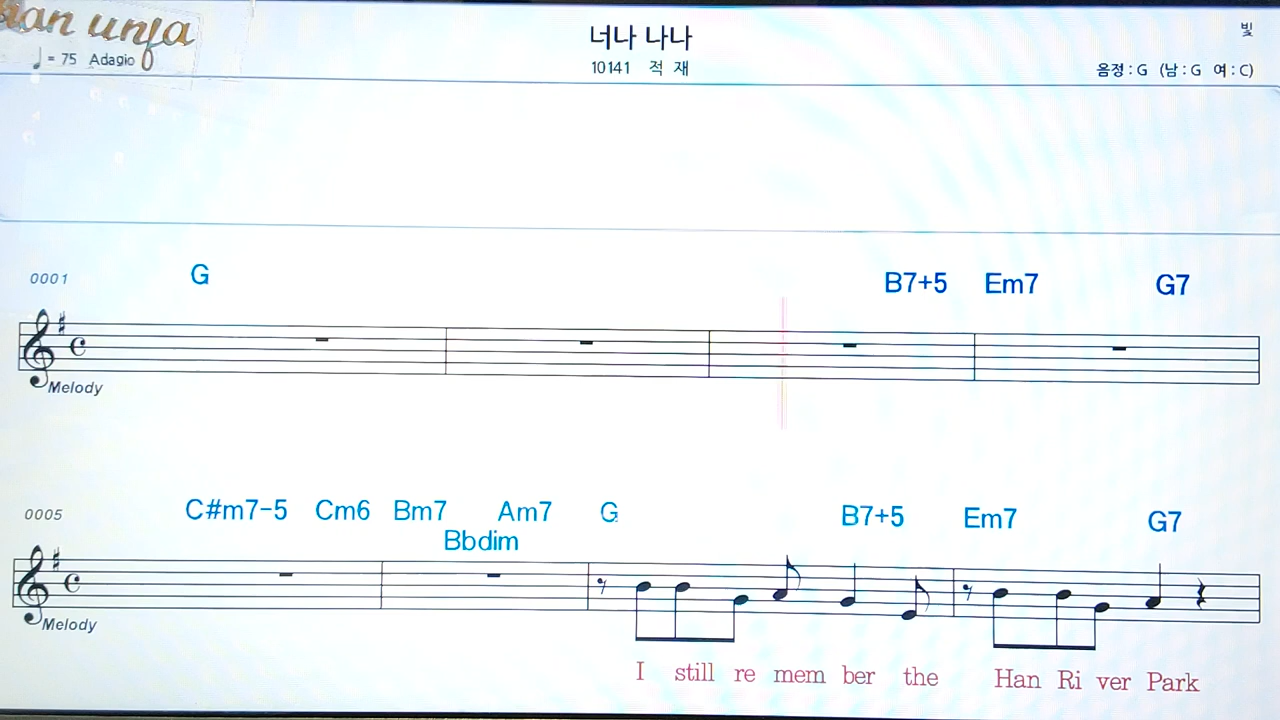 너나 나나
빛
♩= 75 Adagio
10141 적 재
음정 : G (남 : G 여 : C)
0001
G B7+5 Em7 G7
Melody
0005
C#m7-5 Cm6 Bm7 Am7 G B7+5 Em7 G7
Bbdim
Melody
I still re mem ber the Han Ri ver Park